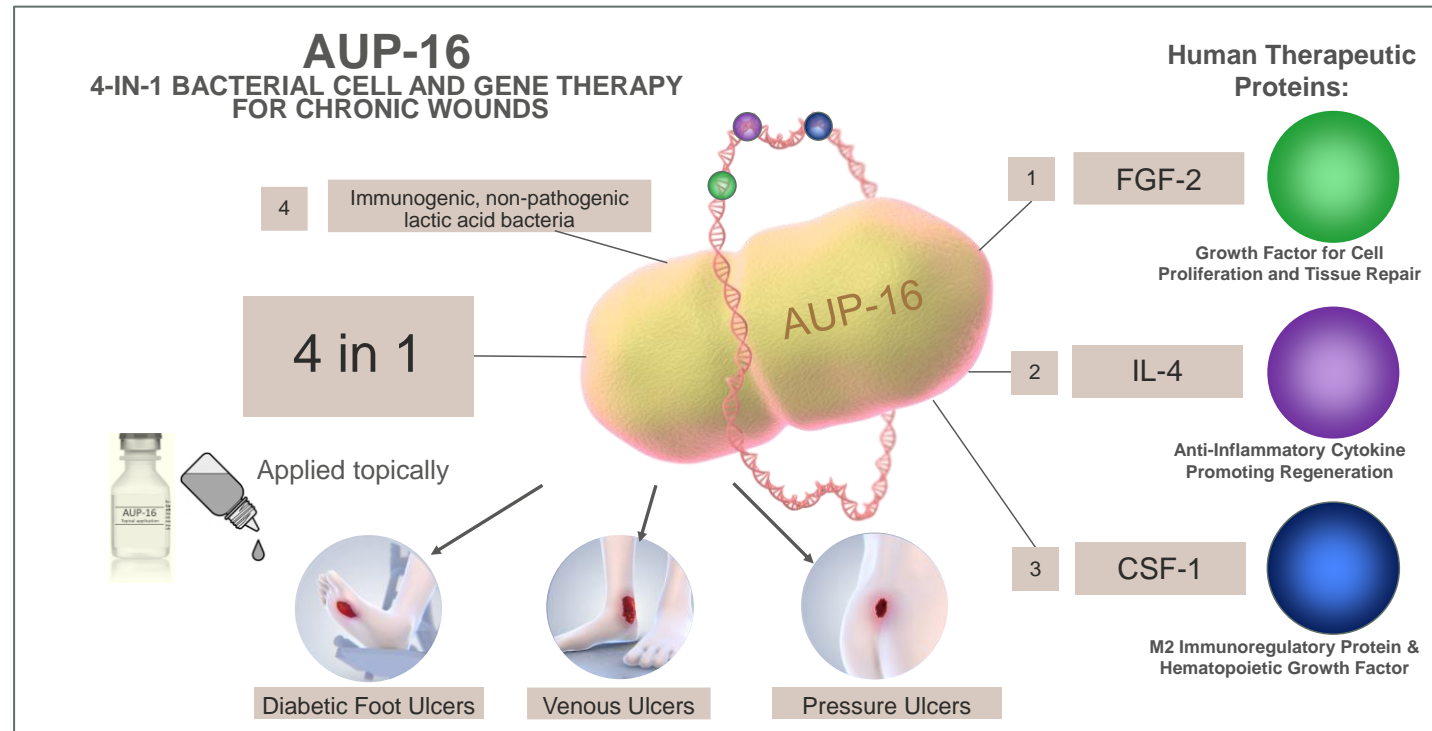 AUP-16
4-IN-1 BACTERIAL CELL AND GENE THERAPY
FOR CHRONIC WOUNDS
Human Therapeutic
Proteins:
4
Immunogenic, non-pathogenic
lactic acid bacteria
1
FGF-2
Growth Factor for Cell
Proliferation and Tissue Repair
AUP-16
4 in 1
2
IL-4
Anti-Inflammatory Cytokine
Promoting Regeneration
Applied topically
AUP-16
Topical application
3
CSF-1
M2 Immunoregulatory Protein &
Hematopoietic Growth Factor
Diabetic Foot Ulcers
Venous Ulcers
Pressure Ulcers